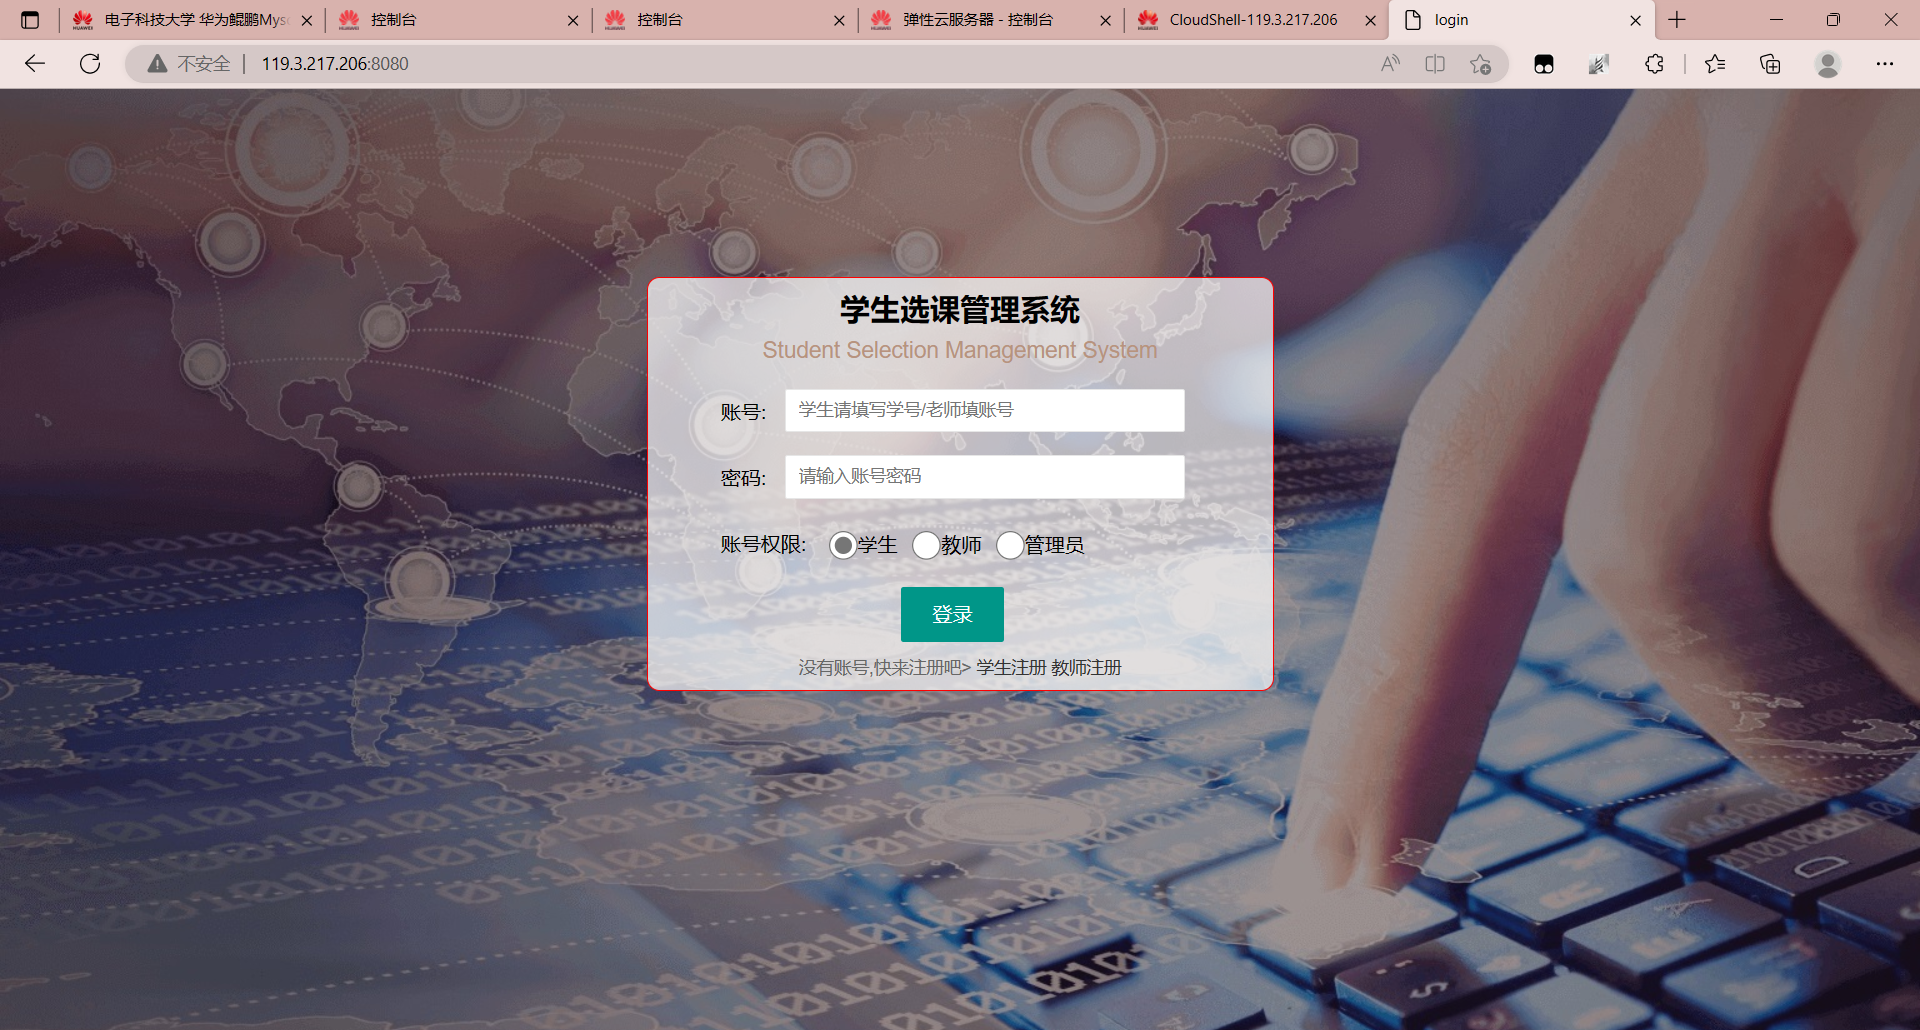 电子科技大学 华为鲲鹏Mys
控制台
控制台
弹性云服务器 - 控制台
CloudShell-119.3.217.206
login
不安全
119.3.217.206:8080
学生选课管理系统
Student Selection Management System
账号: 学生请填写学号/老师填账号
密码: 请输入账号密码
账号权限: 学生 教师 管理员
登录
没有账号,快来注册吧> 学生注册 教师注册